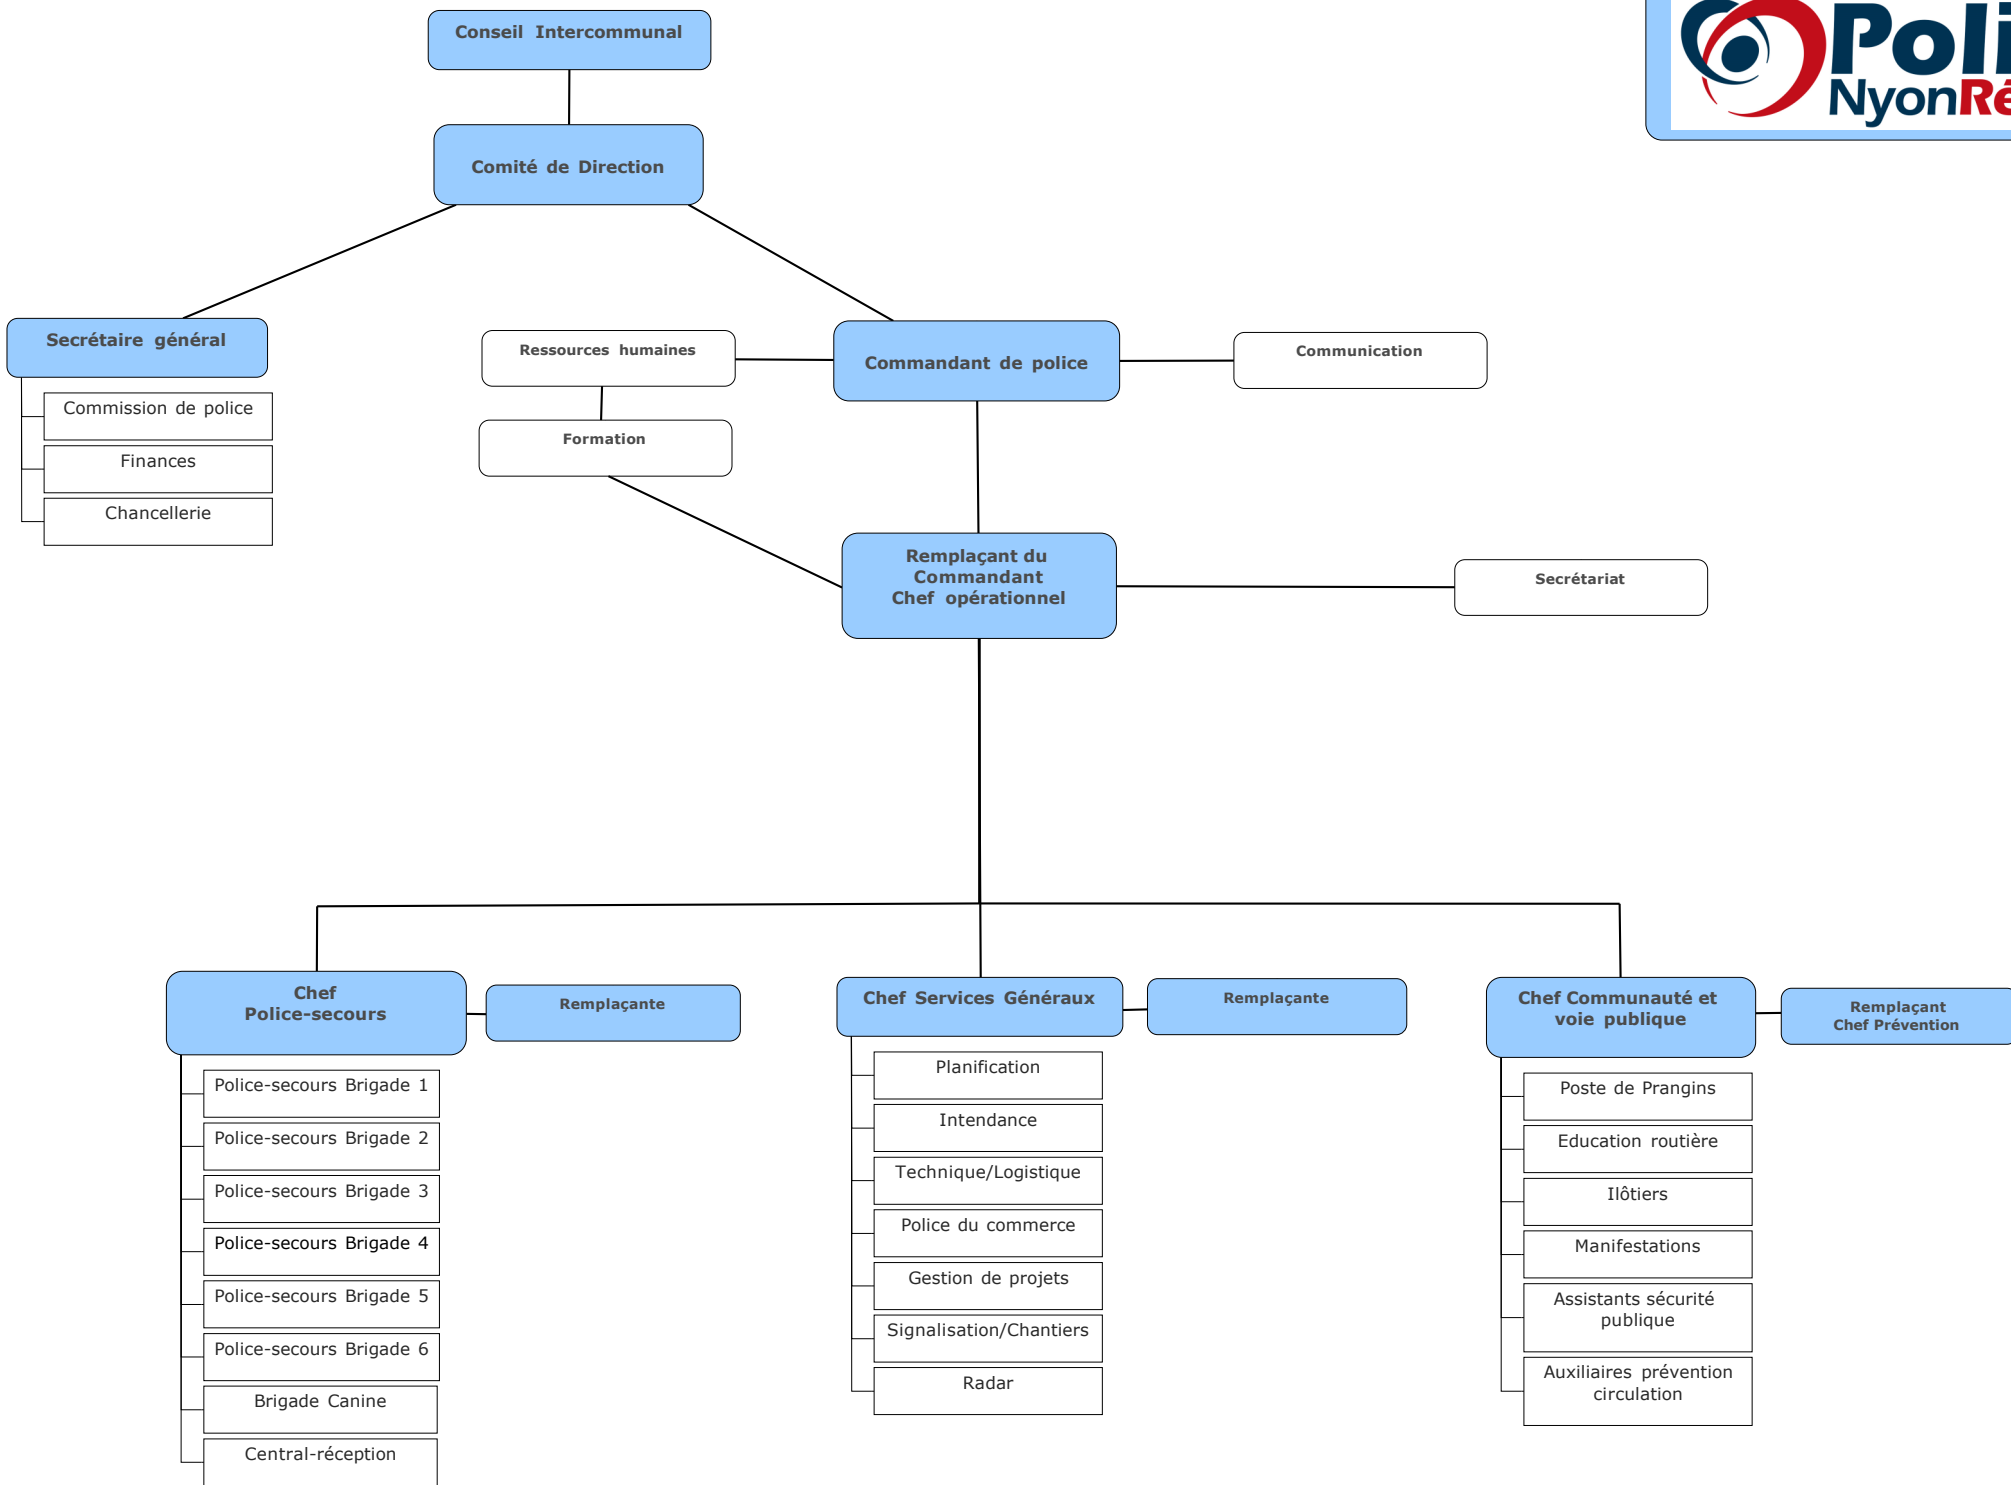 Conseil Intercommunal
Poli
NyonRé
Comité de Direction
Secrétaire général
Commission de police
Finances
Chancellerie
Ressources humaines
Commandant de police
Communication
Formation
Remplaçant du
Commandant
Chef opérationnel
Secrétariat
Chef
Police-secours
Remplaçante
Police-secours Brigade 1
Police-secours Brigade 2
Police-secours Brigade 3
Police-secours Brigade 4
Police-secours Brigade 5
Police-secours Brigade 6
Brigade Canine
Central-réception
Chef Services Généraux
Remplaçante
Planification
Intendance
Technique/Logistique
Police du commerce
Gestion de projets
Signalisation/Chantiers
Radar
Chef Communauté et
voie publique
Remplaçant
Chef Prévention
Poste de Prangins
Education routière
Ilôtiers
Manifestations
Assistants sécurité
publique
Auxiliaires prévention
circulation